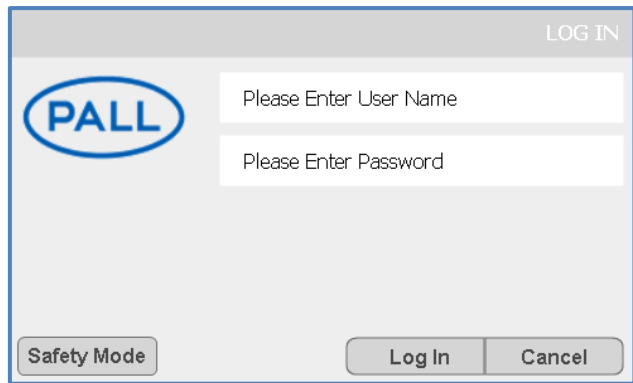 LOG IN
PALL
Please Enter User Name
Please Enter Password
Safety Mode
Log In
Cancel